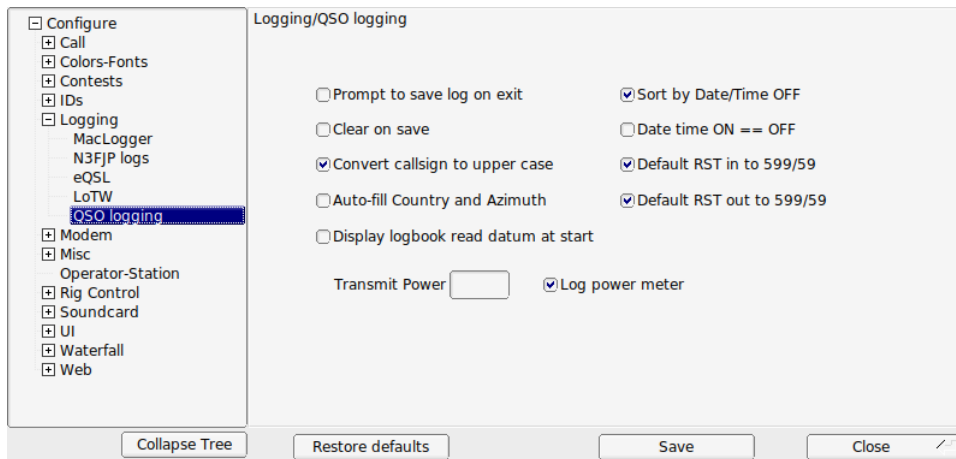 Configure
Call
Colors-Fonts
Contests
IDs
Logging
MacLogger
N3FJP logs
eQSL
LoTW
QSO logging
Modem
Misc
Operator-Station
Rig Control
Soundcard
UI
Waterfall
Web
Collapse Tree
Logging/QSO logging
Prompt to save log on exit
Sort by Date/Time OFF
Clear on save
Date time ON == OFF
Convert callsign to upper case
Default RST in to 599/59
Auto-fill Country and Azimuth
Default RST out to 599/59
Display logbook read datum at start
Transmit Power
Log power meter
Restore defaults
Save
Close